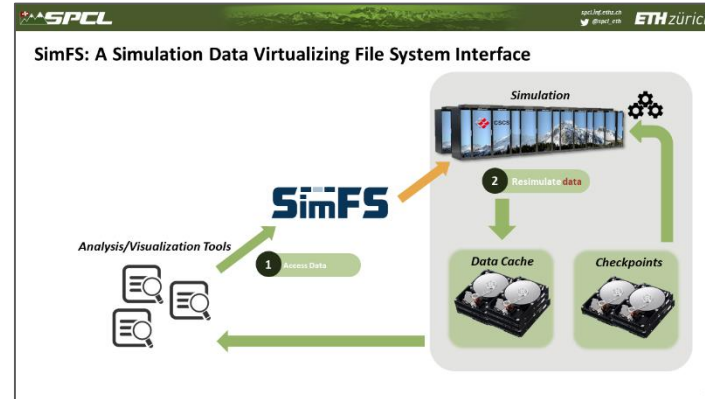 SPCL
spcl.inf.ethz.ch
@spcl_eth
ETH zürich
SimFS: A Simulation Data Virtualizing File System Interface
Simulation
CSCS
2 Resimulate data
SimFS
Analysis/Visualization Tools
1 Access Data
Data Cache
Checkpoints